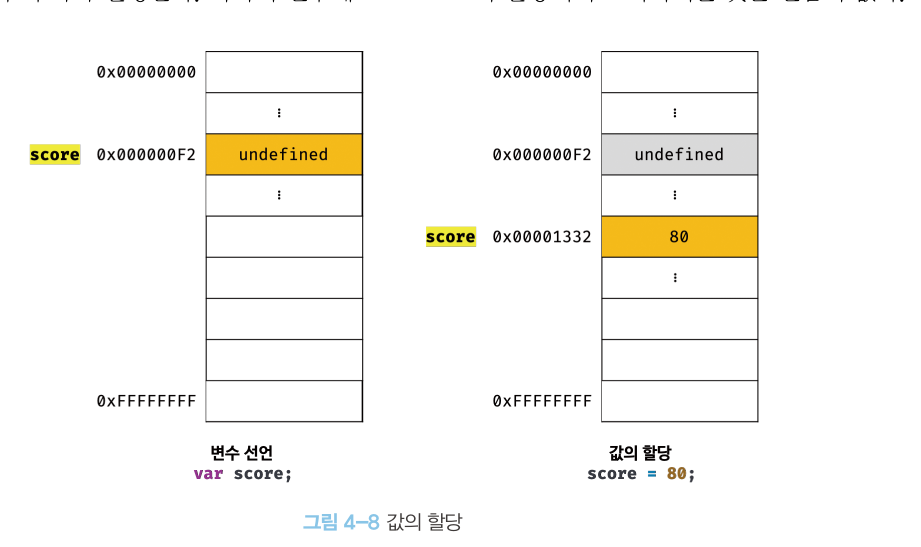 0x00000000
⋮
score 0x000000F2 undefined
⋮
0xFFFFFFFF
변수 선언
var score;
0x00000000
⋮
0x000000F2 undefined
⋮
score 0x00001332 80
⋮
0xFFFFFFFF
값의 할당
score = 80;
그림 4-8 값의 할당